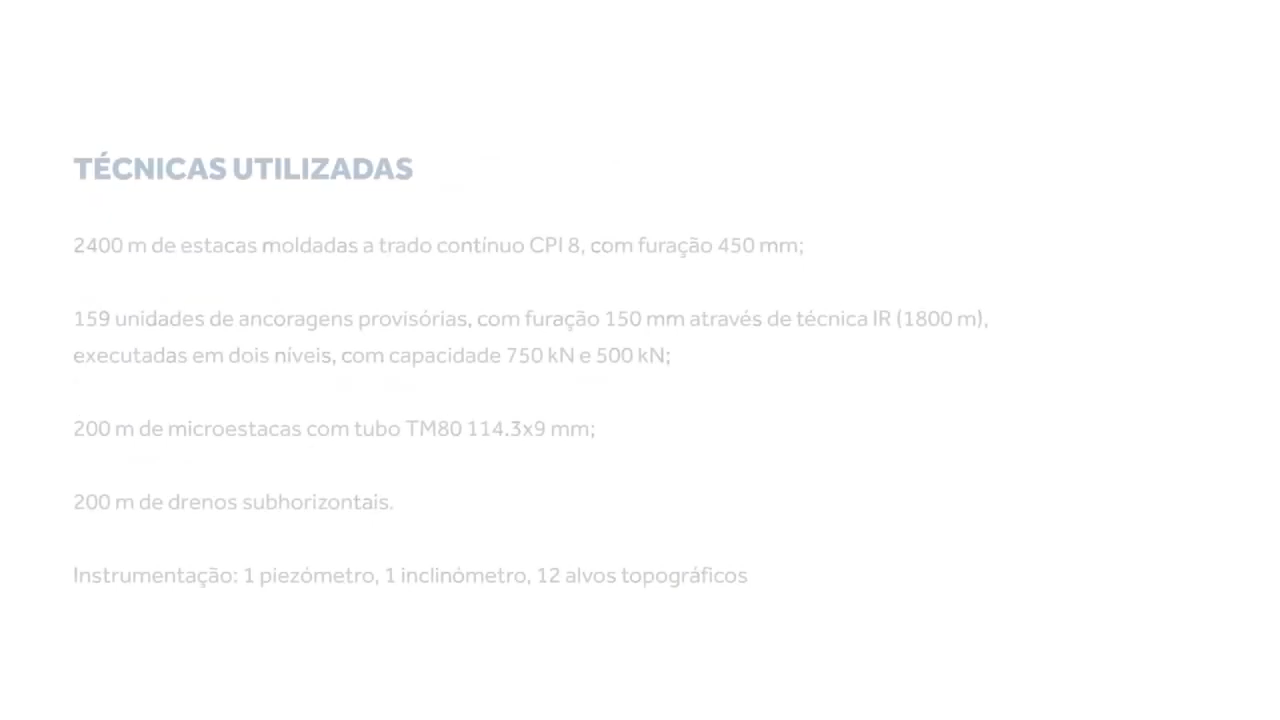 TÉCNICAS UTILIZADAS
2400 m de estacas moldadas a trado contínuo CPI 8, com furação 450 mm;
159 unidades de ancoragens provisórias, com furação 150 mm através de técnica IR (1800 m),
executadas em dois níveis, com capacidade 750 kN e 500 kN;
200 m de microestacas com tubo TM80 114.3x9 mm;
200 m de drenos subhorizontais.
Instrumentação: 1 piezómetro, 1 inclinómetro, 12 alvos topográficos